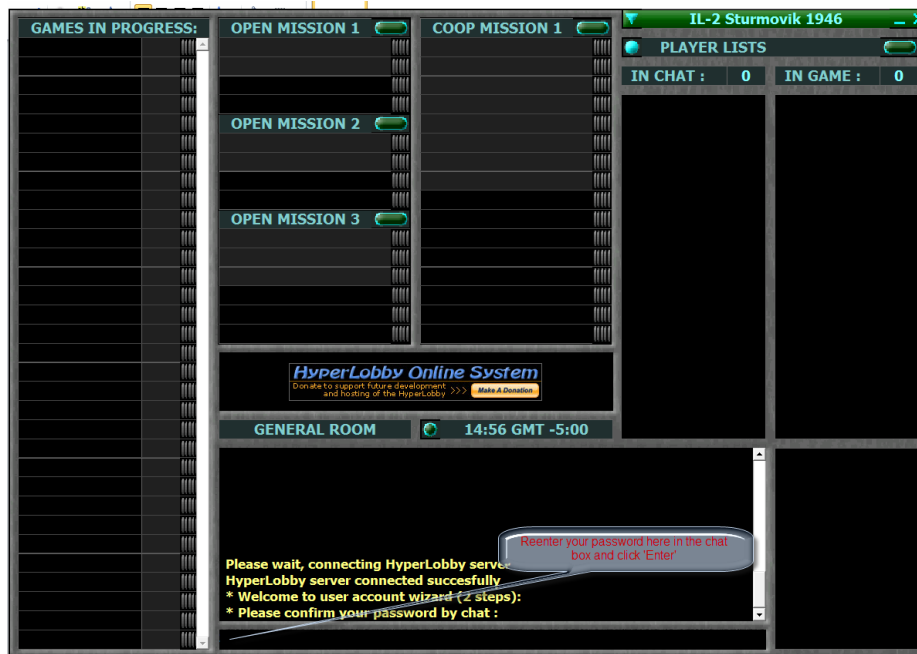 GAMES IN PROGRESS:
OPEN MISSION 1
COOP MISSION 1
IL-2 Sturmovik 1946
PLAYER LISTS
IN CHAT : 0
IN GAME : 0
OPEN MISSION 2
OPEN MISSION 3
HyperLobby Online System
Donate to support future development
and hosting of the HyperLobby >>> Make A Donation
GENERAL ROOM
14:56 GMT -5:00
Reenter your password here in the chat
box and click 'Enter'
Please wait, connecting HyperLobby server
HyperLobby server connected succesfully
* Welcome to user account wizard (2 steps):
* Please confirm your password by chat :